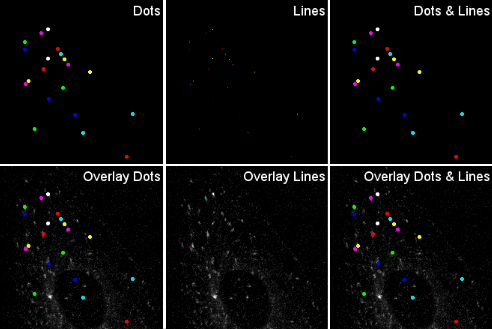 Dots
Lines
Dots & Lines
Overlay Dots
Overlay Lines
Overlay Dots & Lines